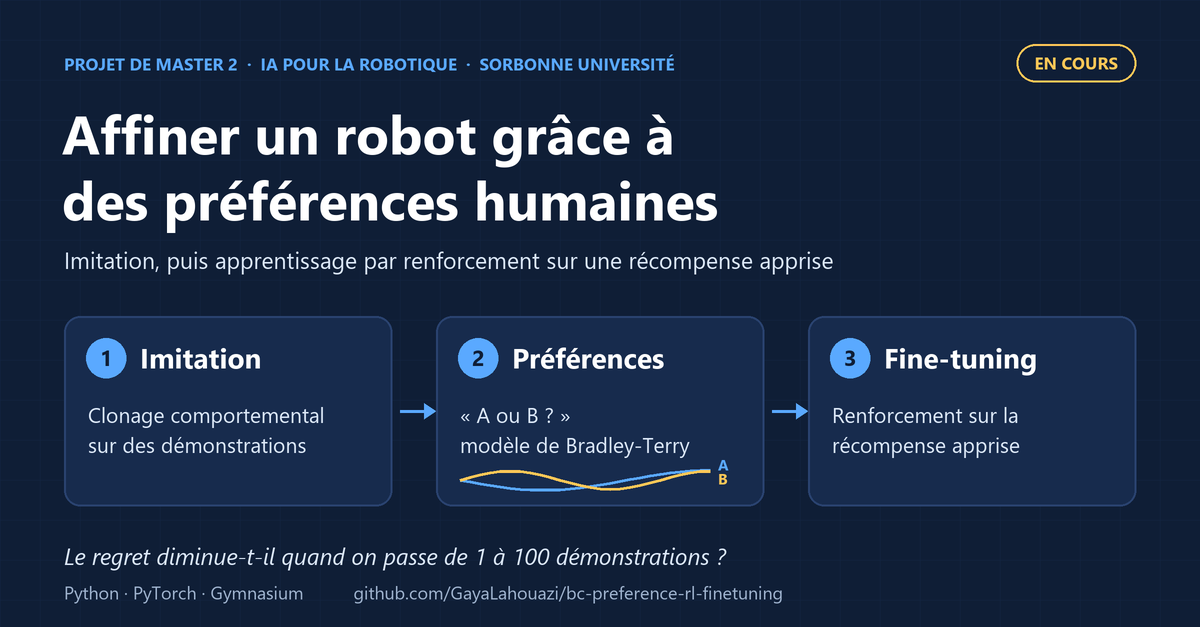 PROJET DE MASTER 2 · IA POUR LA ROBOTIQUE · SORBONNE UNIVERSITÉ
EN COURS
Affiner un robot grâce à
des préférences humaines
Imitation, puis apprentissage par renforcement sur une récompense apprise
1 Imitation
Clonage comportemental
sur des démonstrations
2 Préférences
« A ou B ? »
modèle de Bradley-Terry
A
B
3 Fine-tuning
Renforcement sur la
récompense apprise
Le regret diminue-t-il quand on passe de 1 à 100 démonstrations ?
Python · PyTorch · Gymnasium
github.com/GayaLahouazi/bc-preference-rl-finetuning